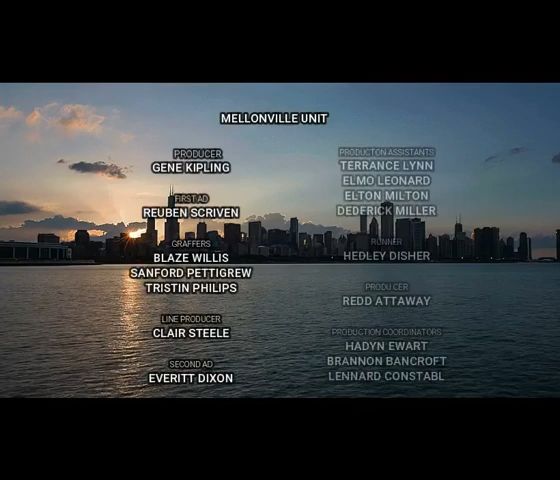 MELLONVILLE UNIT
PRODUCER
GENE KIPLING
FIRST AD
REUBEN SCRIVEN
GRAFFERS
BLAZE WILLIS
SANFORD PETTIGREW
TRISTIN PHILIPS
LINE PRODUCER
CLAIR STEELE
SECOND AD
EVERITT DIXON
PRODUCTON ASSISTANTS
TERRANCE LYNN
ELMO LEONARD
ELTON MILTON
DEDERICK MILLER
RUNNER
HEDLEY DISHER
PRODUCER
REDD ATTAWAY
PRODUCTION COORDINATORS
HADYN EWART
BRANNON BANCROFT
LENNARD CONSTABL